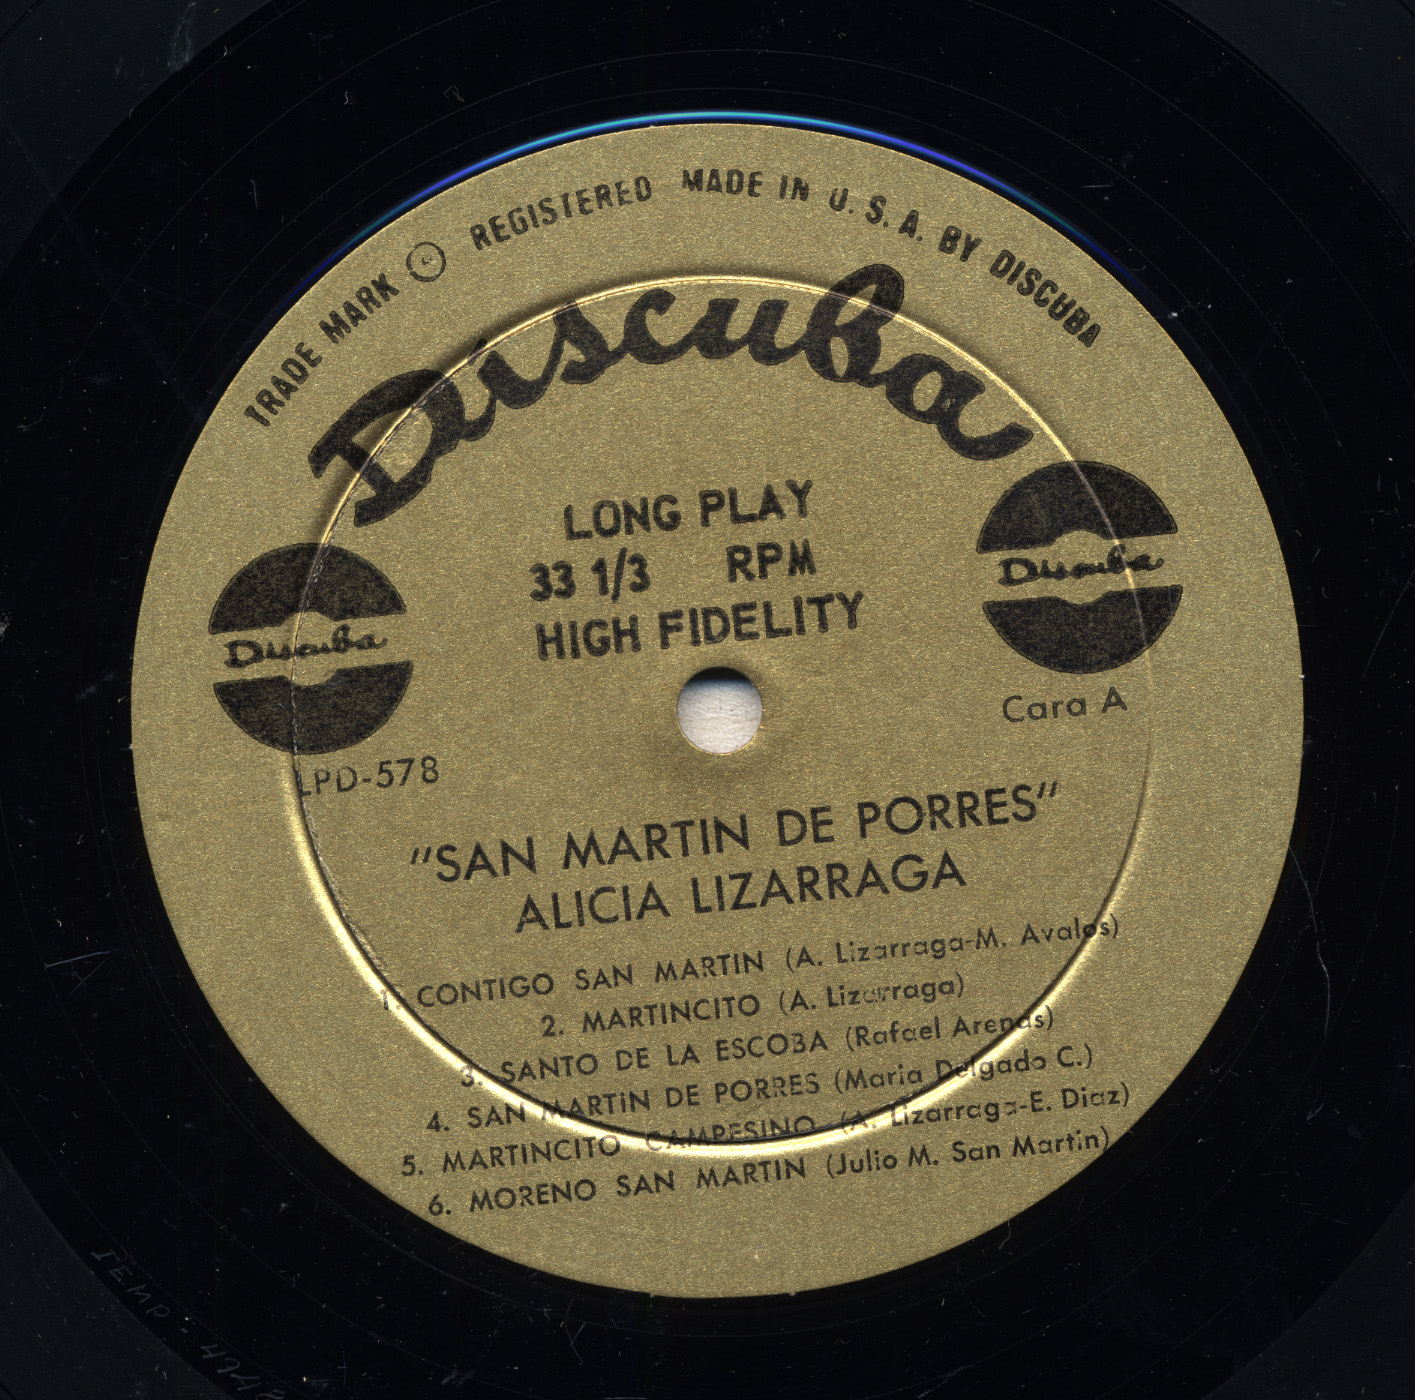 TRADE MARK ® REGISTERED MADE IN U.S.A. BY DISCUBA
Discuba
LONG PLAY
33 1/3 RPM
HIGH FIDELITY
Discuba
Discuba
LPD-578
Cara A
"SAN MARTIN DE PORRES"
ALICIA LIZARRAGA
1. CONTIGO SAN MARTIN (A. Lizarraga-M. Avalos)
2. MARTINCITO (A. Lizarraga)
3. SANTO DE LA ESCOBA (Rafael Arenas)
4. SAN MARTIN DE PORRES (Maria Delgado C.)
5. MARTINCITO CAMPESINO (A. Lizarraga-E. Diaz)
6. MORENO SAN MARTIN (Julio M. San Martin)